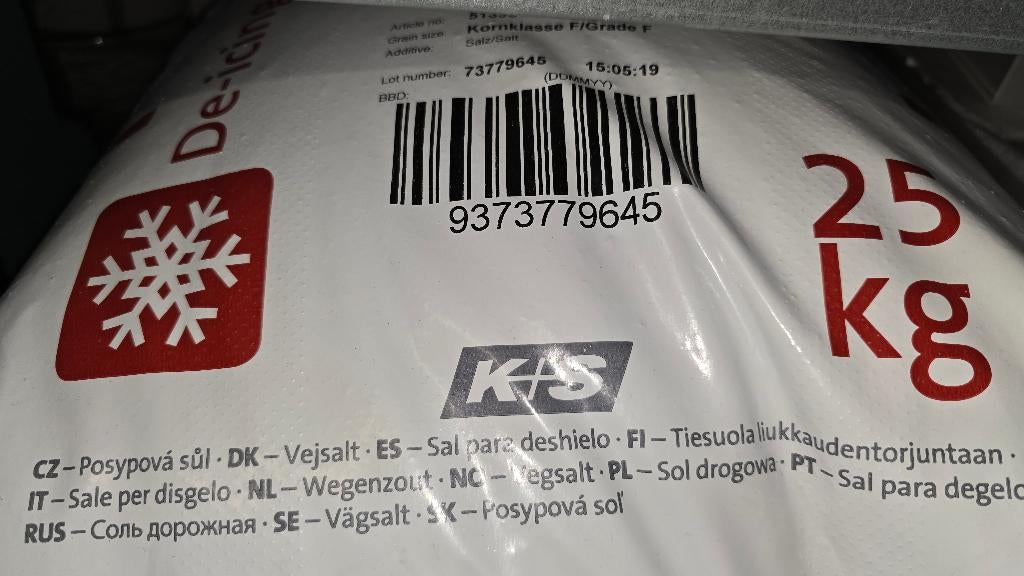 De-icing
Article no:
Grain size: Kornklasse F/Grade F
Additive: Salz/Salt
Lot number: 73779645 15:05:19
BBD: (DDMMYY)
9373779645
25
kg
K+S
CZ – Posypová sůl · DK – Vejsalt · ES – Sal para deshielo · FI – Tiesuolaliukkaudentorjuntaan ·
IT – Sale per disgelo · NL – Wegenzout · NO – Vegsalt · PL – Sol drogowa · PT – Sal para degelo
RUS – Соль дорожная · SE – Vägsalt · SK – Posypová soľ